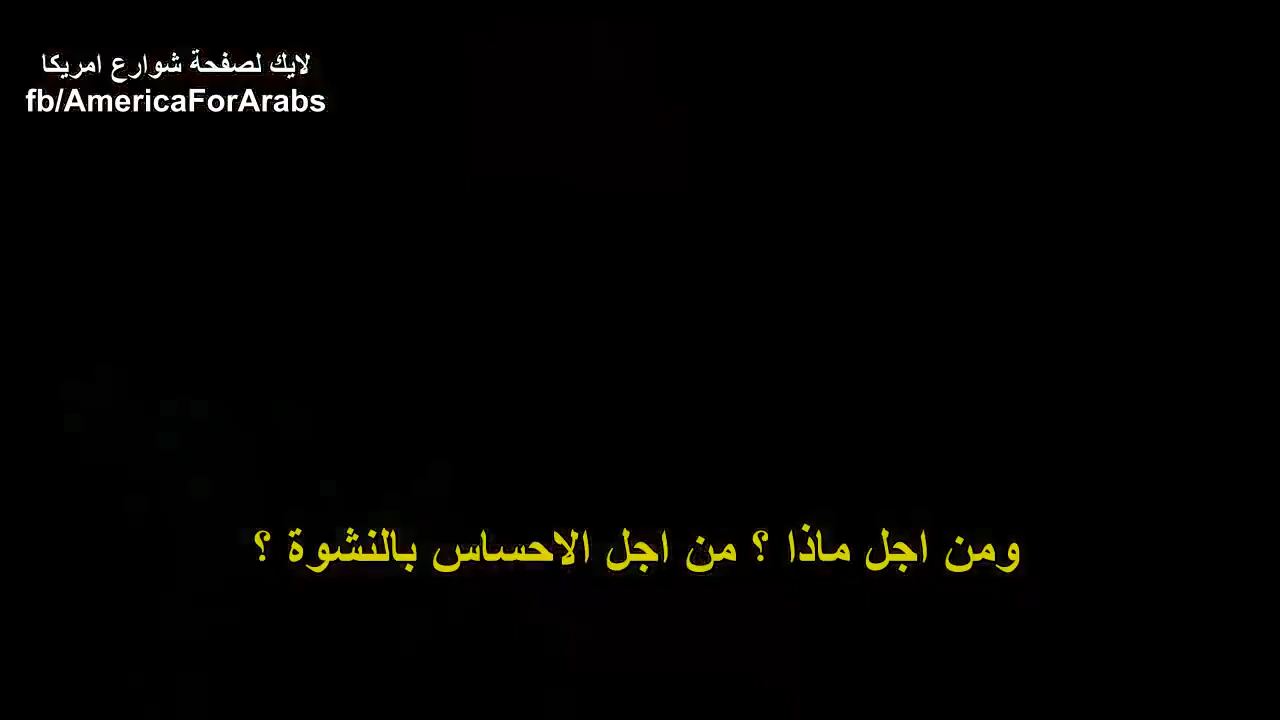 لايك لصفحة شوارع امريكا
fb/AmericaForArabs
ومن اجل ماذا ؟ من اجل الاحساس بالنشوة ؟